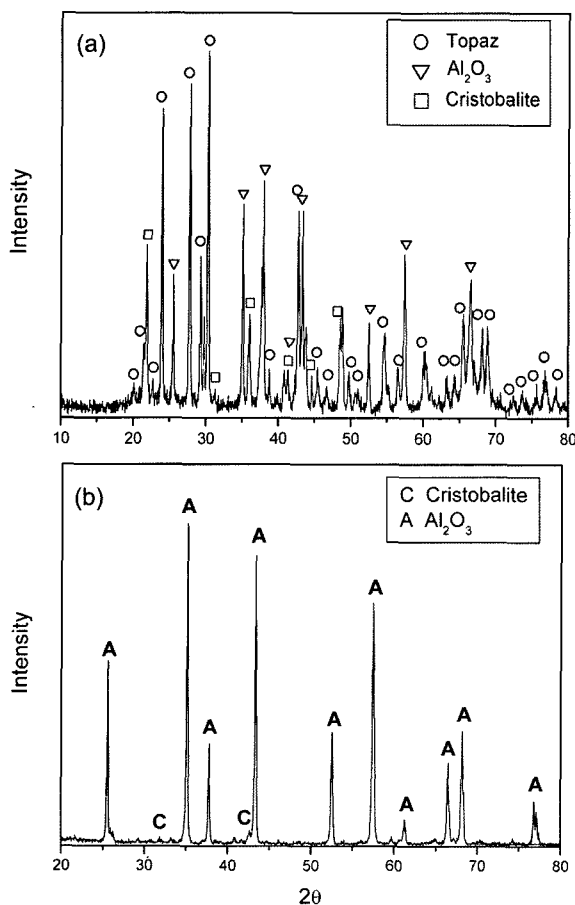 (a)
Topaz
Al₂O₃
Cristobalite
Intensity
10 20 30 40 50 60 70 80
(b)
C Cristobalite
A Al₂O₃
A
A
A
A
A
A
A
A
A
A
C
C
Intensity
20 30 40 50 60 70 80
2θ